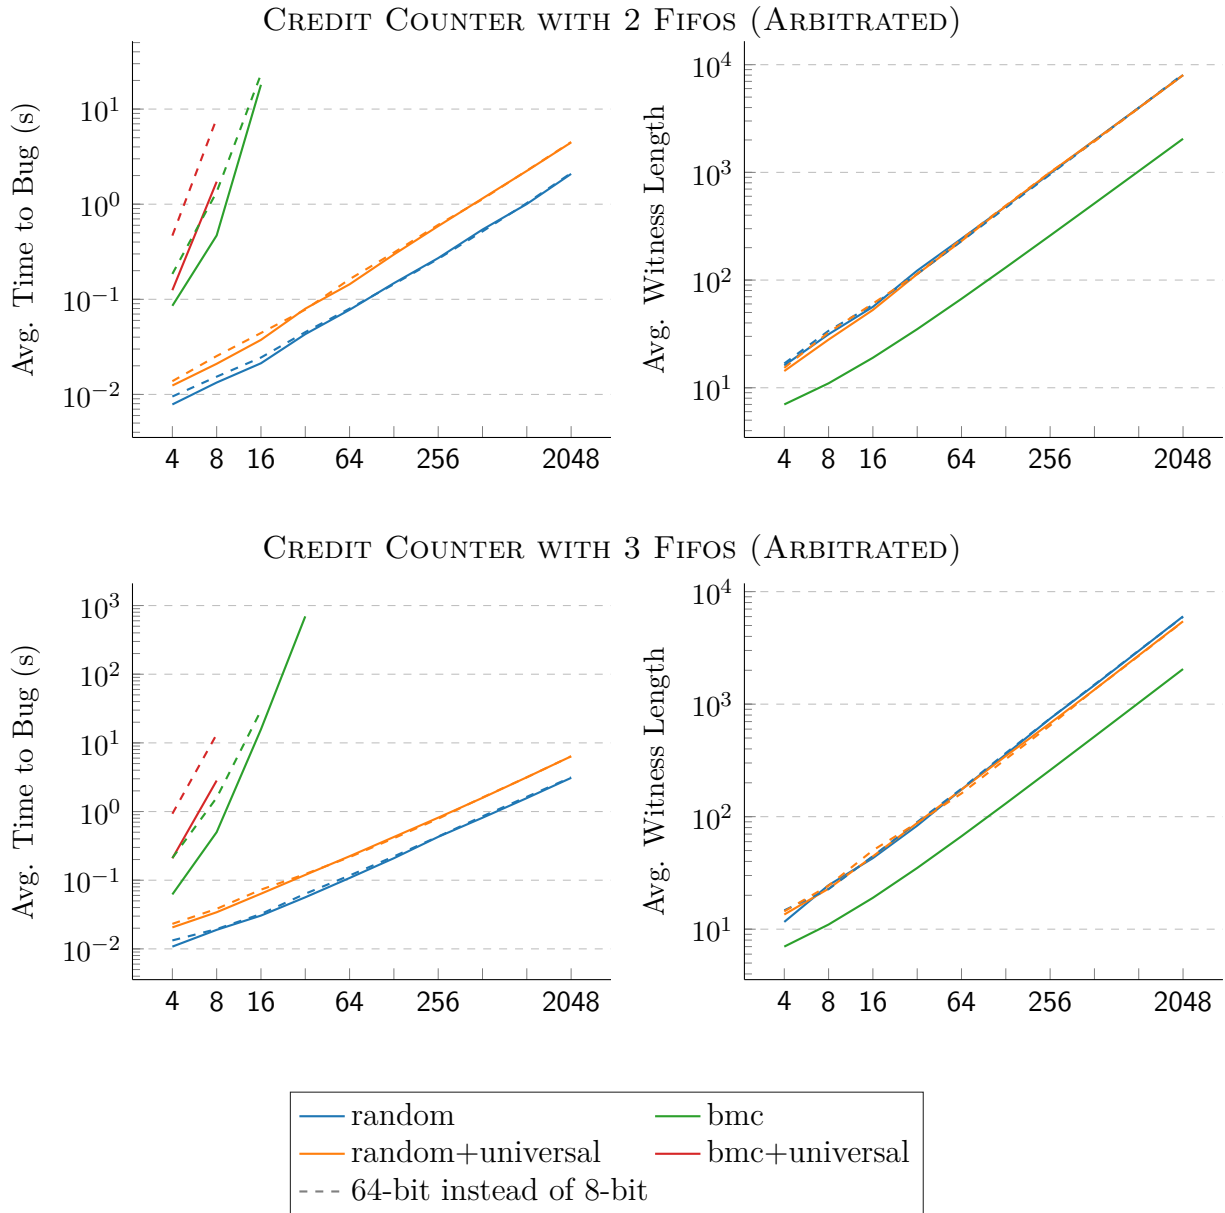 CREDIT COUNTER WITH 2 FIFOS (ARBITRATED)
Avg. Time to Bug (s)
10^1
10^0
10^-1
10^-2
4 8 16 64 256 2048
Avg. Witness Length
10^4
10^3
10^2
10^1
4 8 16 64 256 2048
CREDIT COUNTER WITH 3 FIFOS (ARBITRATED)
Avg. Time to Bug (s)
10^3
10^2
10^1
10^0
10^-1
10^-2
4 8 16 64 256 2048
Avg. Witness Length
10^4
10^3
10^2
10^1
4 8 16 64 256 2048
random bmc
random+universal bmc+universal
64-bit instead of 8-bit